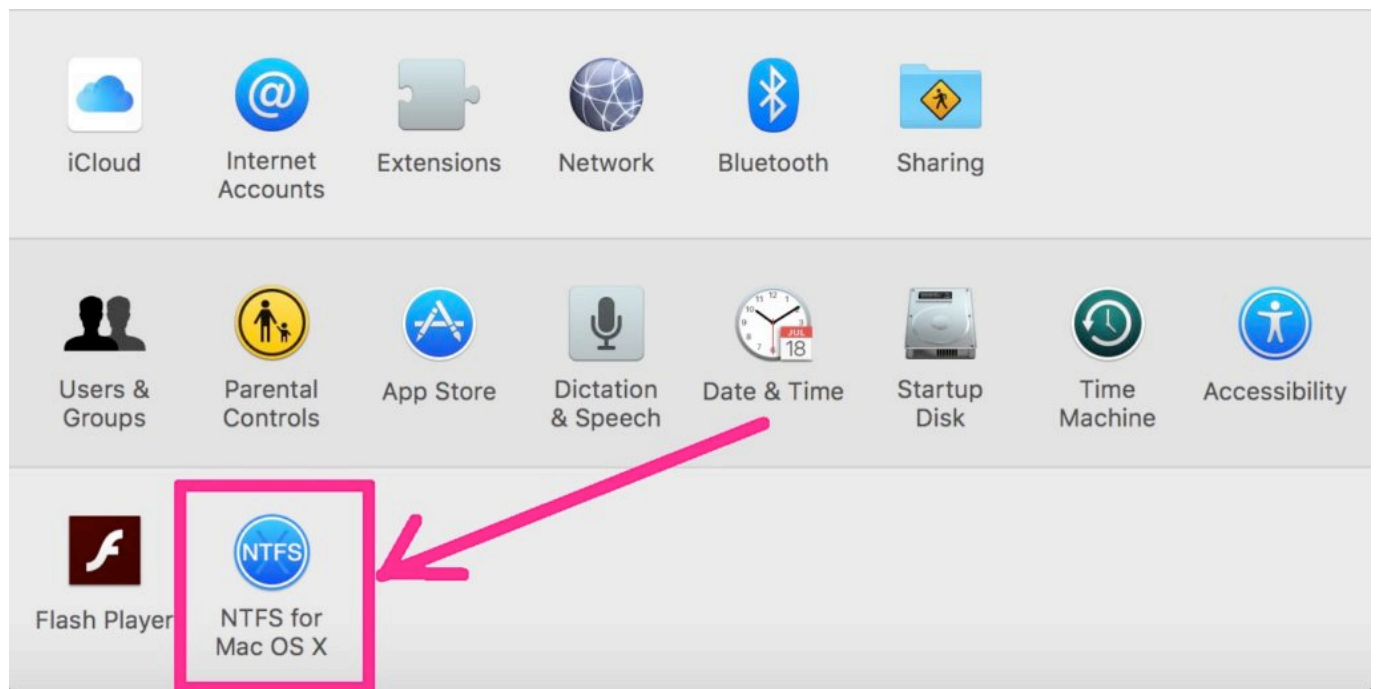 iCloud
Internet
Accounts
Extensions
Network
Bluetooth
Sharing
Users &
Groups
Parental
Controls
App Store
Dictation
& Speech
JUL
18
Date & Time
Startup
Disk
Time
Machine
Accessibility
Flash Player
NTFS
NTFS for
Mac OS X